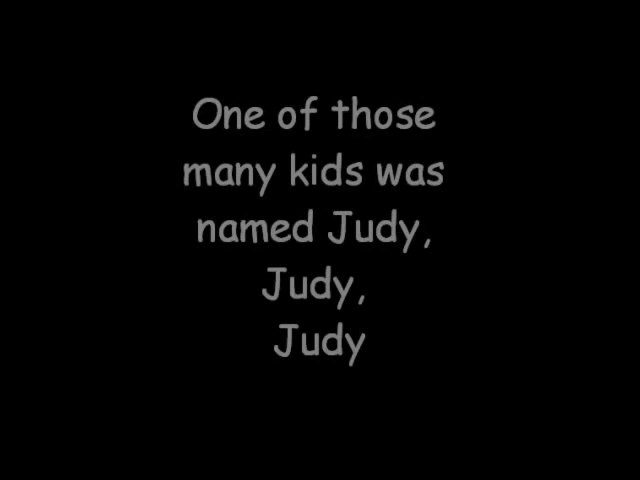 One of those
many kids was
named Judy,
Judy,
Judy